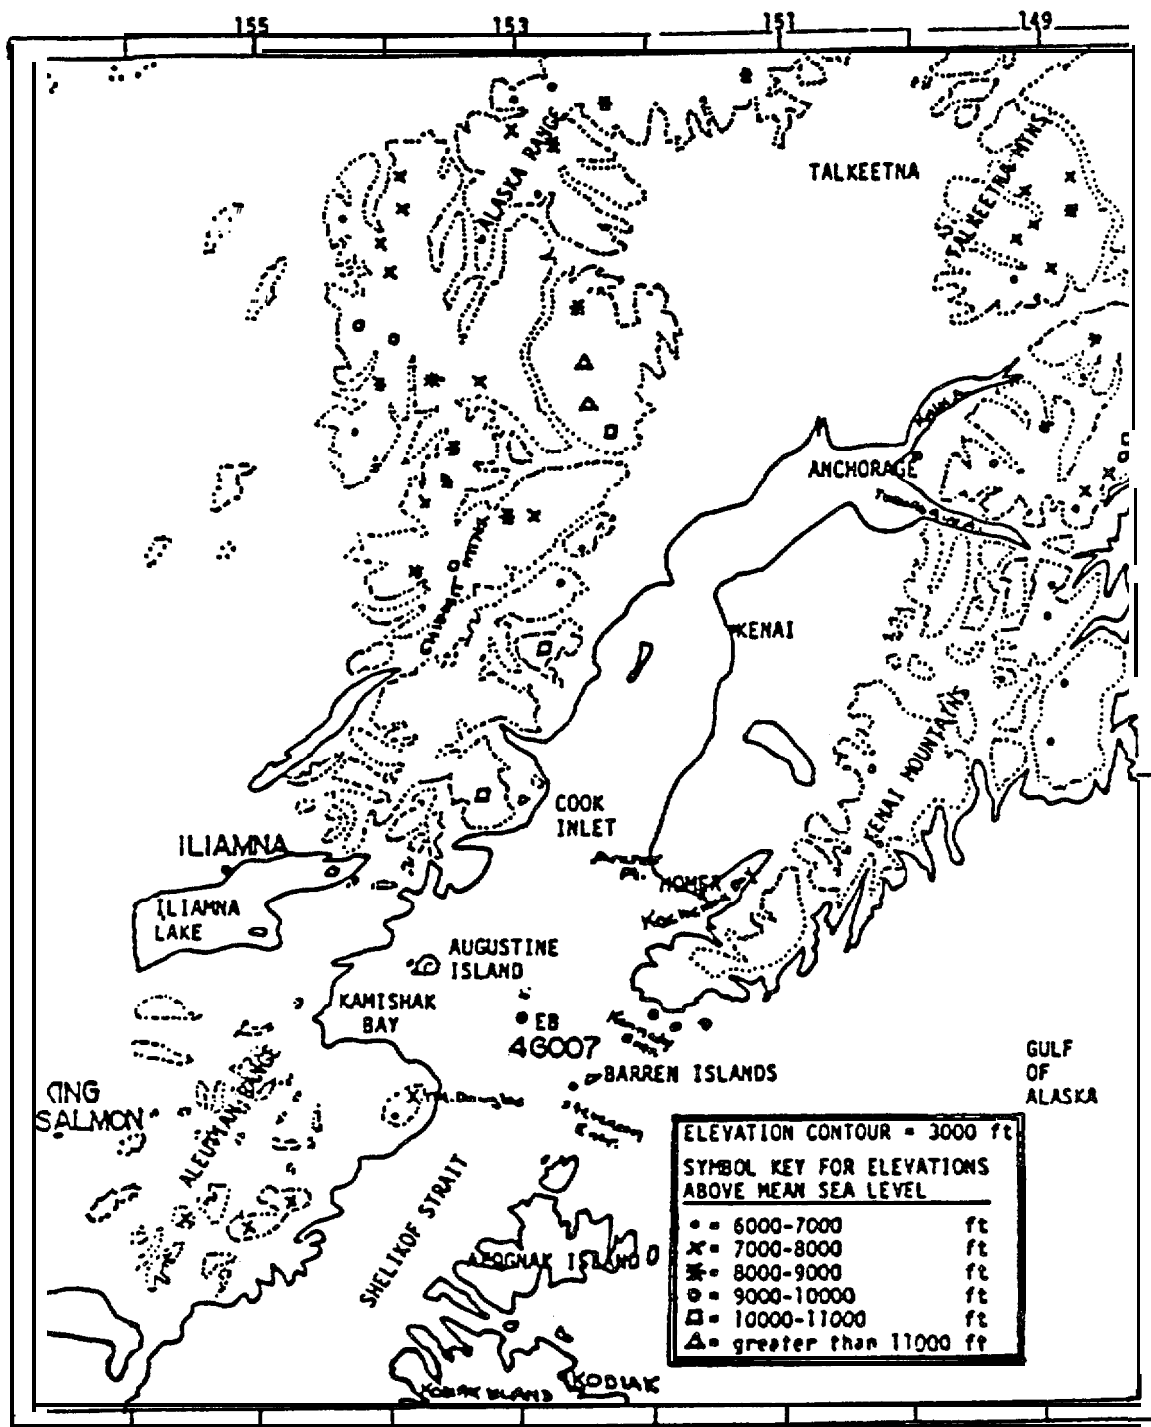 155 153 151 149
ALASKA RANGE
TALKEETNA
TALKEETNA MTNS
ANCHORAGE
KENAI
KENAI MOUNTAINS
COOK
INLET
ILIAMNA
ILIAMNA
LAKE
HOMER
AUGUSTINE
ISLAND
KAMISHAK
BAY
EB
46007
BARREN ISLANDS
GULF
OF
ALASKA
KING
SALMON
ALEUTIAN RANGE
SHELIKOF STRAIT
AFOGNAK ISLAND
KODIAK ISLAND
KODIAK
ELEVATION CONTOUR = 3000 ft
SYMBOL KEY FOR ELEVATIONS
ABOVE MEAN SEA LEVEL
• = 6000-7000 ft
x = 7000-8000 ft
ж = 8000-9000 ft
o = 9000-10000 ft
□ = 10000-11000 ft
△ = greater than 11000 ft